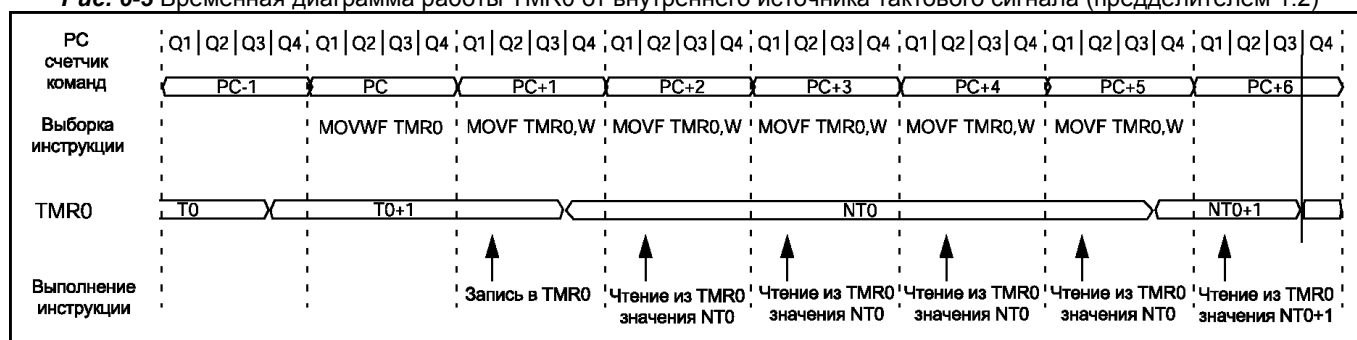 Рис. 6-3 Временная диаграмма работы TMR0 от внутреннего источника тактового сигнала (предделителем 1:2)
PC
счетчик
команд
Q1 Q2 Q3 Q4 Q1 Q2 Q3 Q4 Q1 Q2 Q3 Q4 Q1 Q2 Q3 Q4 Q1 Q2 Q3 Q4 Q1 Q2 Q3 Q4 Q1 Q2 Q3 Q4 Q1 Q2 Q3 Q4
PC-1 PC PC+1 PC+2 PC+3 PC+4 PC+5 PC+6
Выборка
инструкции
MOVWF TMR0 MOVF TMR0,W MOVF TMR0,W MOVF TMR0,W MOVF TMR0,W MOVF TMR0,W
TMR0
T0 T0+1 NT0 NT0+1
Выполнение
инструкции
Запись в TMR0
Чтение из TMR0
значения NT0
Чтение из TMR0
значения NT0
Чтение из TMR0
значения NT0
Чтение из TMR0
значения NT0
Чтение из TMR0
значения NT0+1